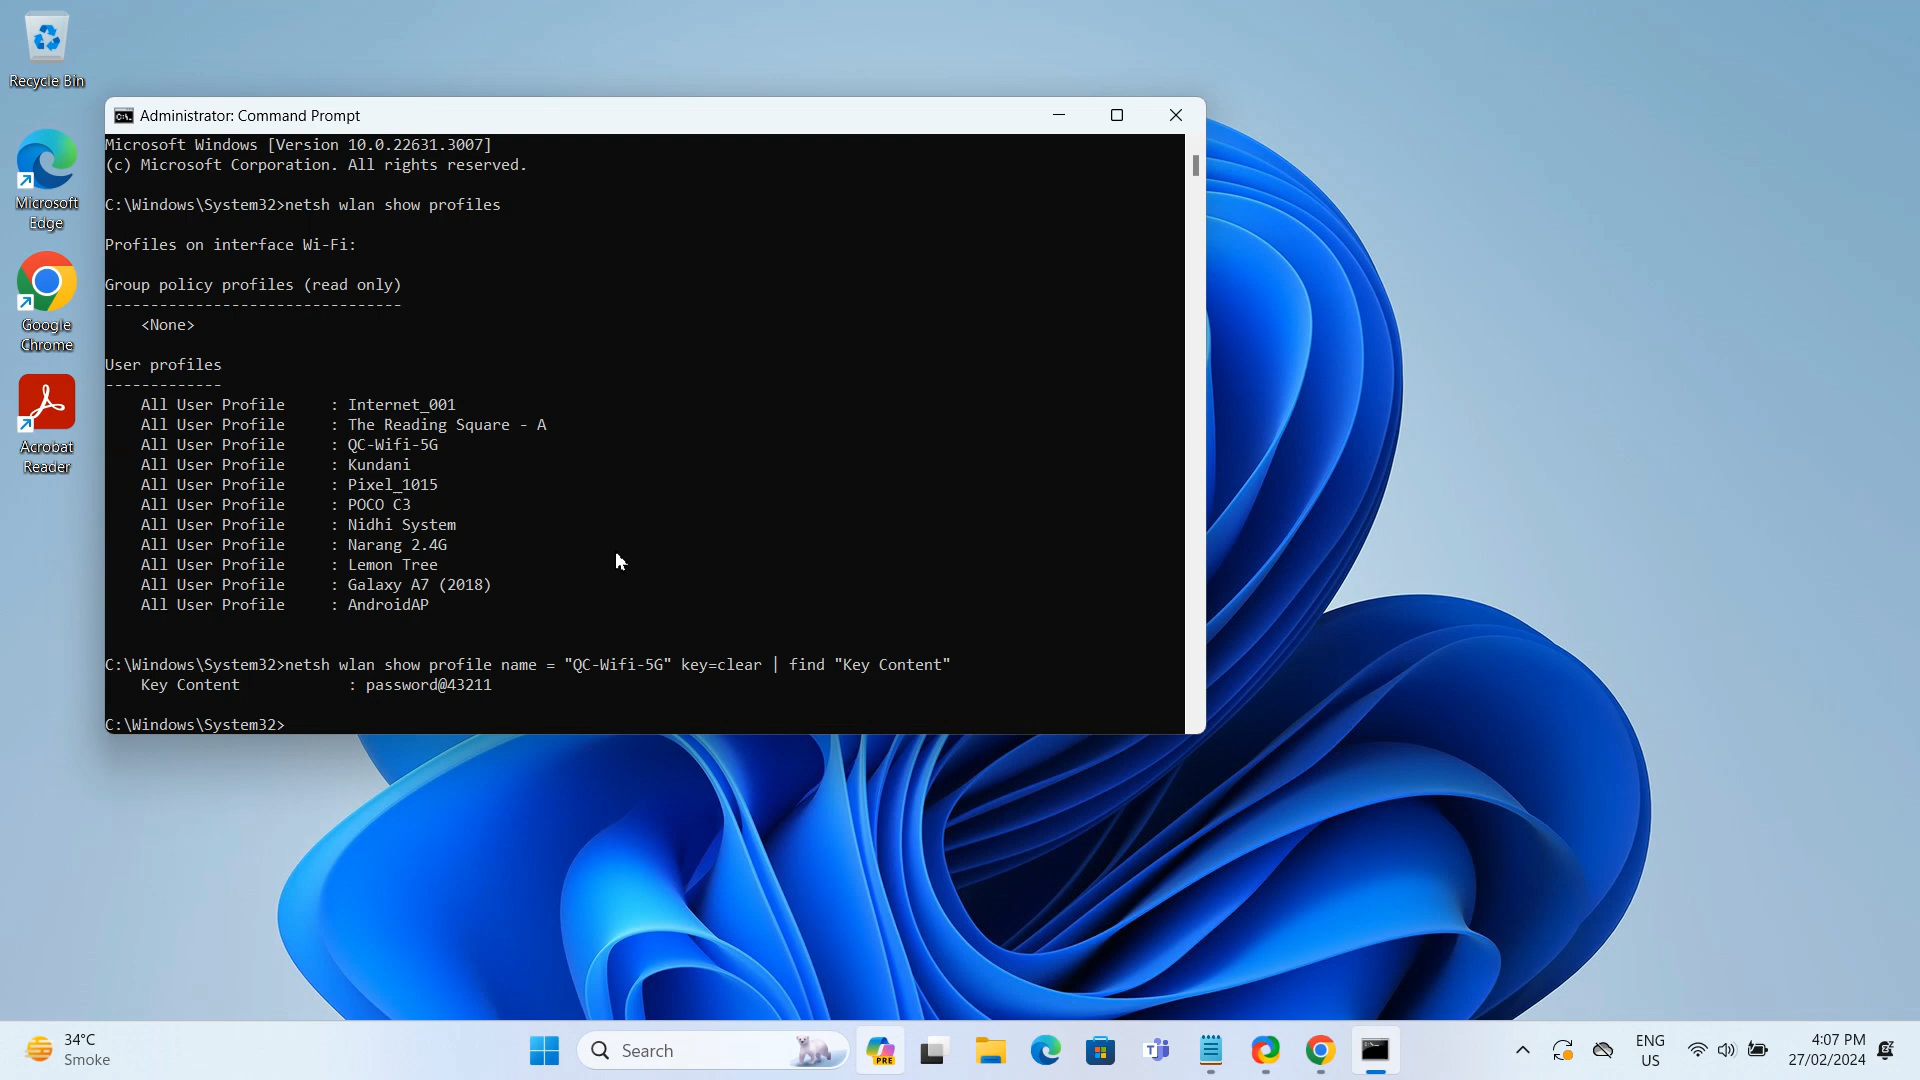 Recycle Bin
Microsoft
Edge
Google
Chrome
Acrobat
Reader
Administrator: Command Prompt
Microsoft Windows [Version 10.0.22631.3007]
(c) Microsoft Corporation. All rights reserved.
C:\Windows\System32>netsh wlan show profiles
Profiles on interface Wi-Fi:
Group policy profiles (read only)
---------------------------------
<None>
User profiles
-------------
All User Profile     : Internet_001
All User Profile     : The Reading Square - A
All User Profile     : QC-Wifi-5G
All User Profile     : Kundani
All User Profile     : Pixel_1015
All User Profile     : POCO C3
All User Profile     : Nidhi System
All User Profile     : Narang 2.4G
All User Profile     : Lemon Tree
All User Profile     : Galaxy A7 (2018)
All User Profile     : AndroidAP
C:\Windows\System32>netsh wlan show profile name = "QC-Wifi-5G" key=clear | find "Key Content"
Key Content            : password@43211
C:\Windows\System32>
34°C
Smoke
Search
PRE
ENG
US
4:07 PM
27/02/2024